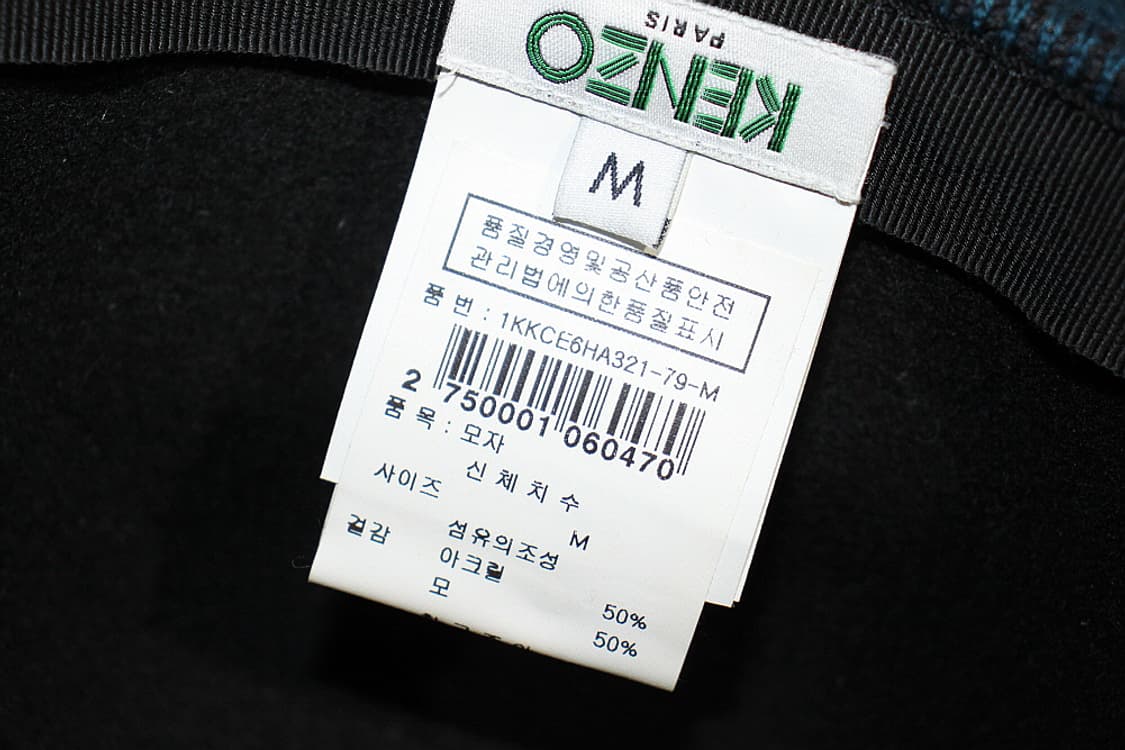 KENZO
PARIS
M
품질경영및공산품안전
관리법에의한품질표시
품 번 : 1KKCE6HA321-79-M
2 750001 060470
품 목 : 모자
신 체 치 수
사이즈 M
섬유의조성
겉감 아크릴 50%
모 50%